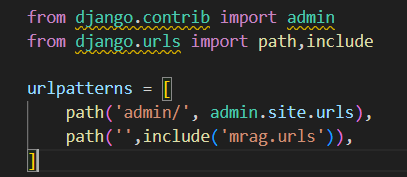 from django.contrib import admin
from django.urls import path,include
urlpatterns = [
path('admin/', admin.site.urls),
path('',include('mrag.urls')),
]